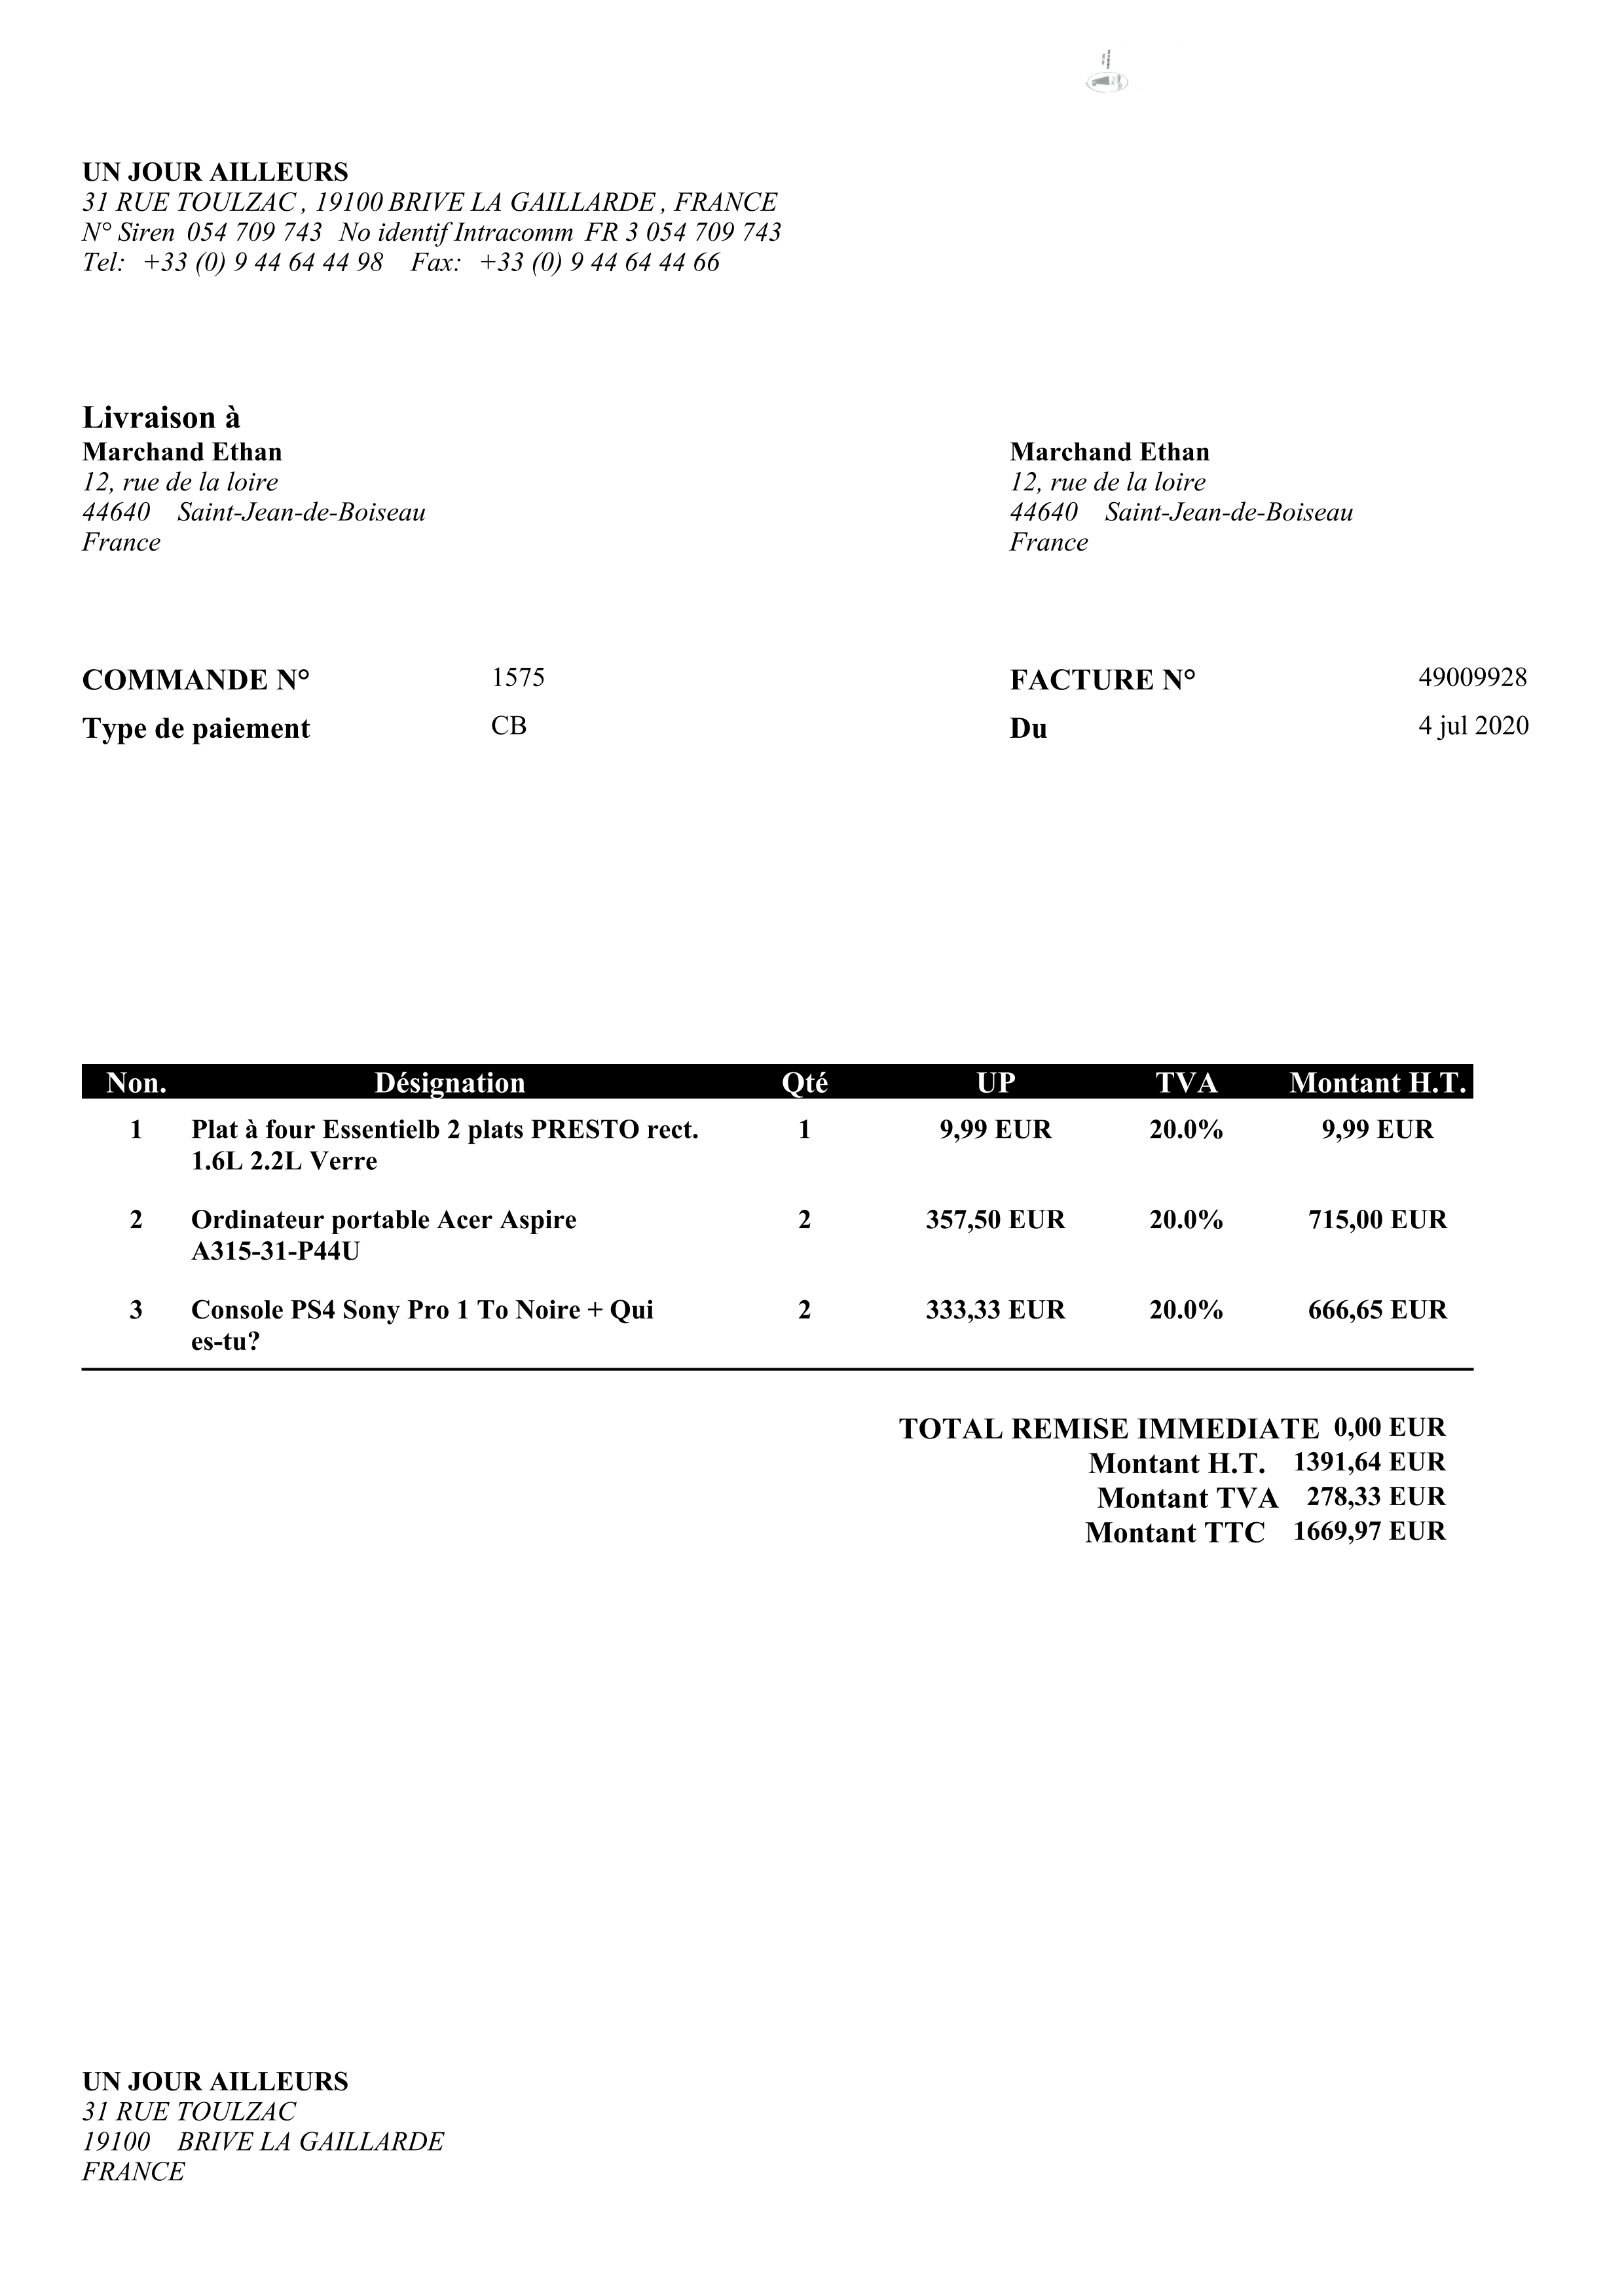 UN JOUR AILLEURS
31 RUE TOULZAC , 19100 BRIVE LA GAILLARDE , FRANCE
N° Siren 054 709 743 No identif Intracomm FR 3 054 709 743
Tel: +33 (0) 9 44 64 44 98 Fax: +33 (0) 9 44 64 44 66
Livraison à
Marchand Ethan
12, rue de la loire
44640 Saint-Jean-de-Boiseau
France
Marchand Ethan
12, rue de la loire
44640 Saint-Jean-de-Boiseau
France
COMMANDE N° 1575
Type de paiement CB
FACTURE N° 49009928
Du 4 jul 2020
Non. Désignation Qté UP TVA Montant H.T.
1 Plat à four Essentielb 2 plats PRESTO rect. 1 9,99 EUR 20.0% 9,99 EUR
1.6L 2.2L Verre
2 Ordinateur portable Acer Aspire 2 357,50 EUR 20.0% 715,00 EUR
A315-31-P44U
3 Console PS4 Sony Pro 1 To Noire + Qui 2 333,33 EUR 20.0% 666,65 EUR
es-tu?
TOTAL REMISE IMMEDIATE 0,00 EUR
Montant H.T. 1391,64 EUR
Montant TVA 278,33 EUR
Montant TTC 1669,97 EUR
UN JOUR AILLEURS
31 RUE TOULZAC
19100 BRIVE LA GAILLARDE
FRANCE